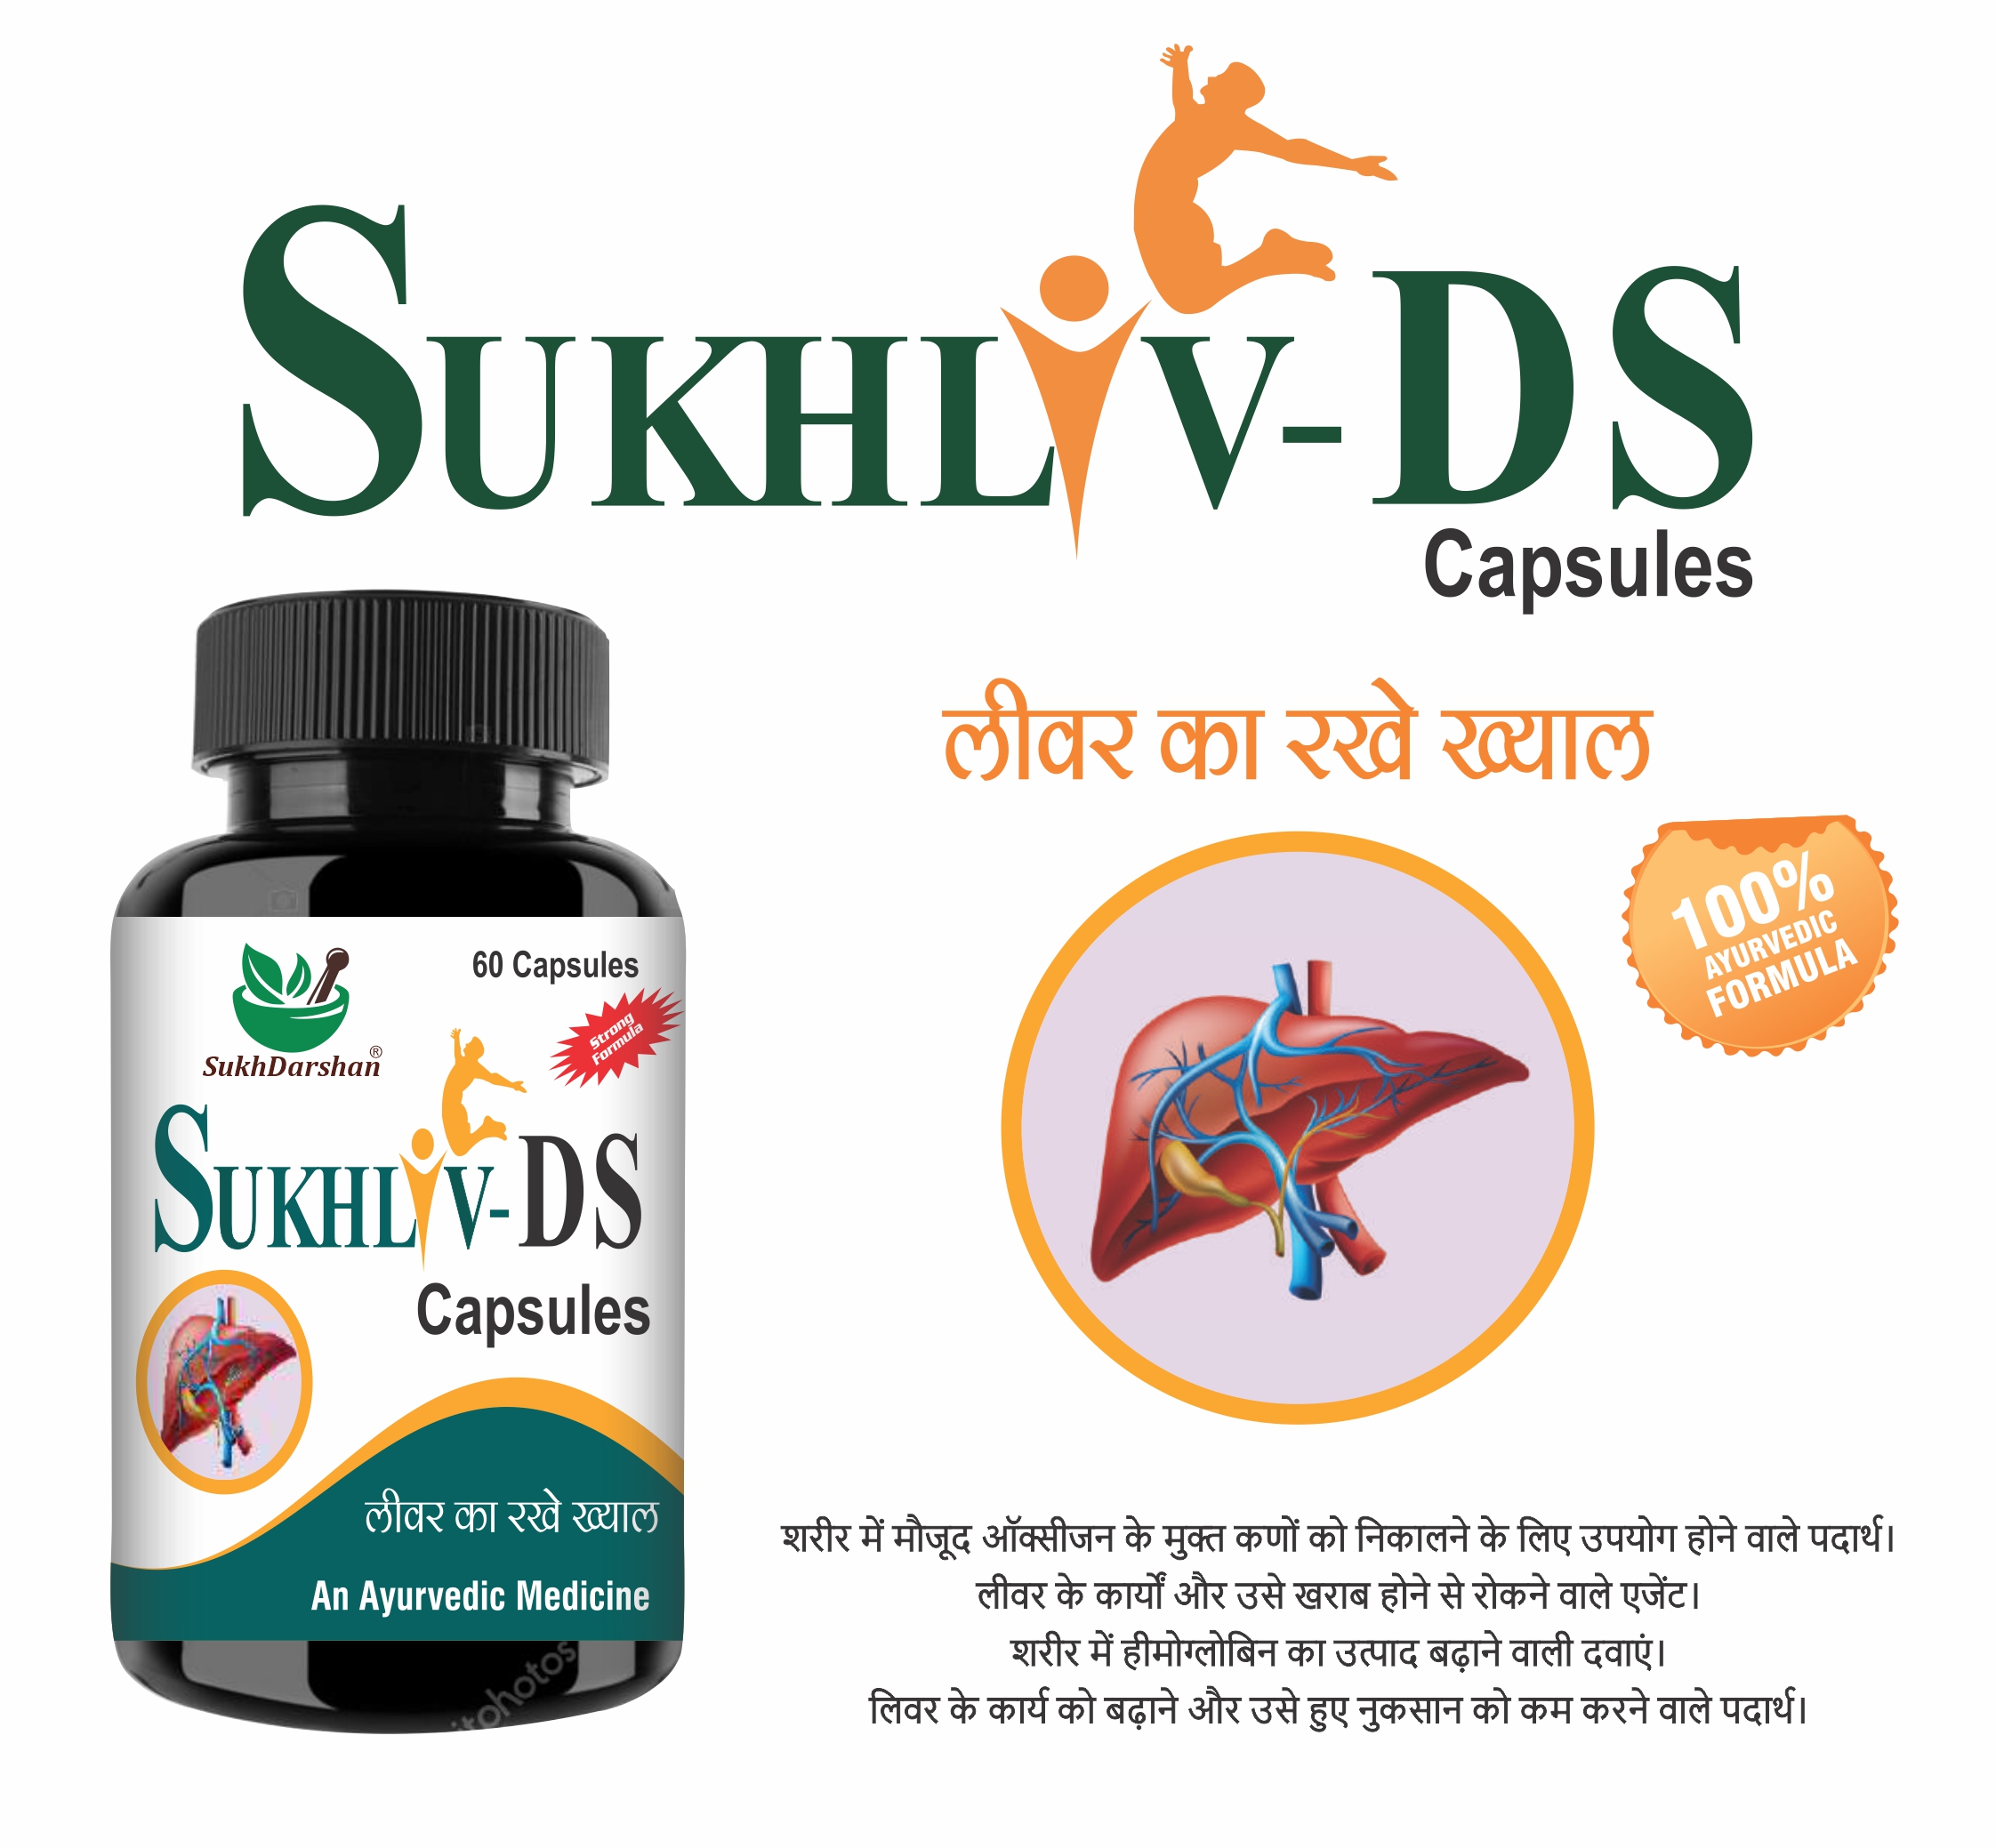 SUKHLIV-DS
Capsules
लीवर का रखे ख्याल
100%
AYURVEDIC
FORMULA
60 Capsules
Strong
Formula
SukhDarshan®
SUKHLIV-DS
Capsules
लीवर का रखे ख्याल
An Ayurvedic Medicine
शरीर में मौजूद ऑक्सीजन के मुक्त कणों को निकालने के लिए उपयोग होने वाले पदार्थ।
लीवर के कार्यों और उसे खराब होने से रोकने वाले एजेंट।
शरीर में हीमोग्लोबिन का उत्पाद बढ़ाने वाली दवाएं।
लिवर के कार्य को बढ़ाने और उसे हुए नुकसान को कम करने वाले पदार्थ।